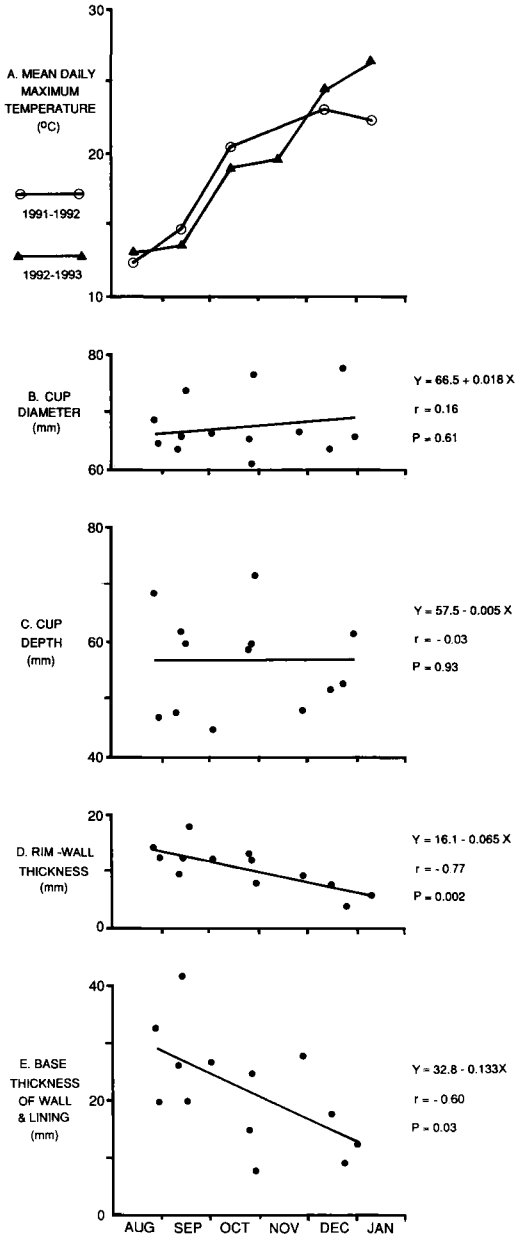 30
A. MEAN DAILY
MAXIMUM
TEMPERATURE
(ºC)
20
1991-1992
1992-1993
10
80
B. CUP
DIAMETER
(mm)
60
Y = 66.5 + 0.018 X
r = 0.16
P = 0.61
80
C. CUP
DEPTH
(mm)
60
40
Y = 57.5 - 0.005 X
r = - 0.03
P = 0.93
20
D. RIM -WALL
THICKNESS
(mm)
10
0
Y = 16.1 - 0.065 X
r = - 0.77
P = 0.002
40
E. BASE
THICKNESS
OF WALL
& LINING
(mm)
20
0
Y = 32.8 - 0.133X
r = - 0.60
P = 0.03
AUG SEP OCT NOV DEC JAN